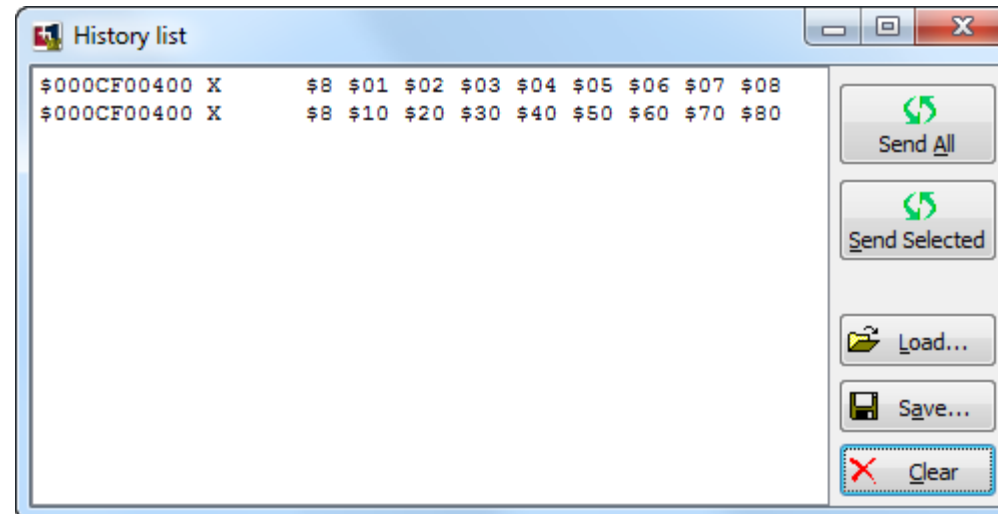 History list
$000CF00400 X $8 $01 $02 $03 $04 $05 $06 $07 $08
$000CF00400 X $8 $10 $20 $30 $40 $50 $60 $70 $80
Send All
Send Selected
Load...
Save...
Clear